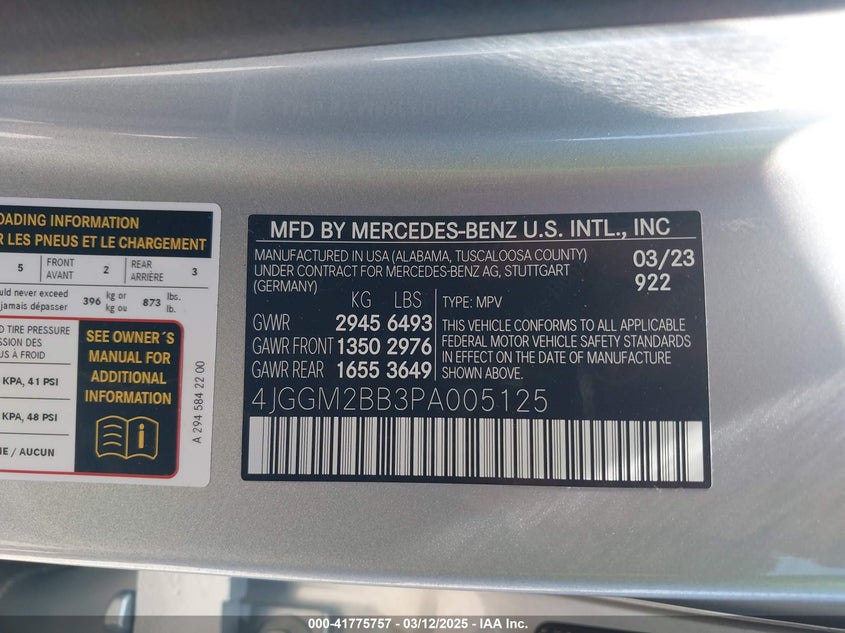 OADING INFORMATION
R LES PNEUS ET LE CHARGEMENT
5 FRONT AVANT 2 REAR ARRIÈRE 3
ould never exceed
jamais dépasser 396 kg or kg ou 873 lbs. lb.
D TIRE PRESSURE
À FROID
KPA, 41 PSI
KPA, 48 PSI
NE / AUCUN
SEE OWNER´S
MANUAL FOR
ADDITIONAL
INFORMATION
A 294 584 22 00
MFD BY MERCEDES-BENZ U.S. INTL., INC
MANUFACTURED IN USA (ALABAMA, TUSCALOOSA COUNTY)
UNDER CONTRACT FOR MERCEDES-BENZ AG, STUTTGART
(GERMANY)
03/23
922
KG LBS
GVWR 2945 6493
GAWR FRONT 1350 2976
GAWR REAR 1655 3649
TYPE: MPV
THIS VEHICLE CONFORMS TO ALL APPLICABLE
FEDERAL MOTOR VEHICLE SAFETY STANDARDS
IN EFFECT ON THE DATE OF MANUFACTURE
SHOWN ABOVE.
4JGGM2BB3PA005125
000-41775757 - 03/12/2025 - IAA Inc.